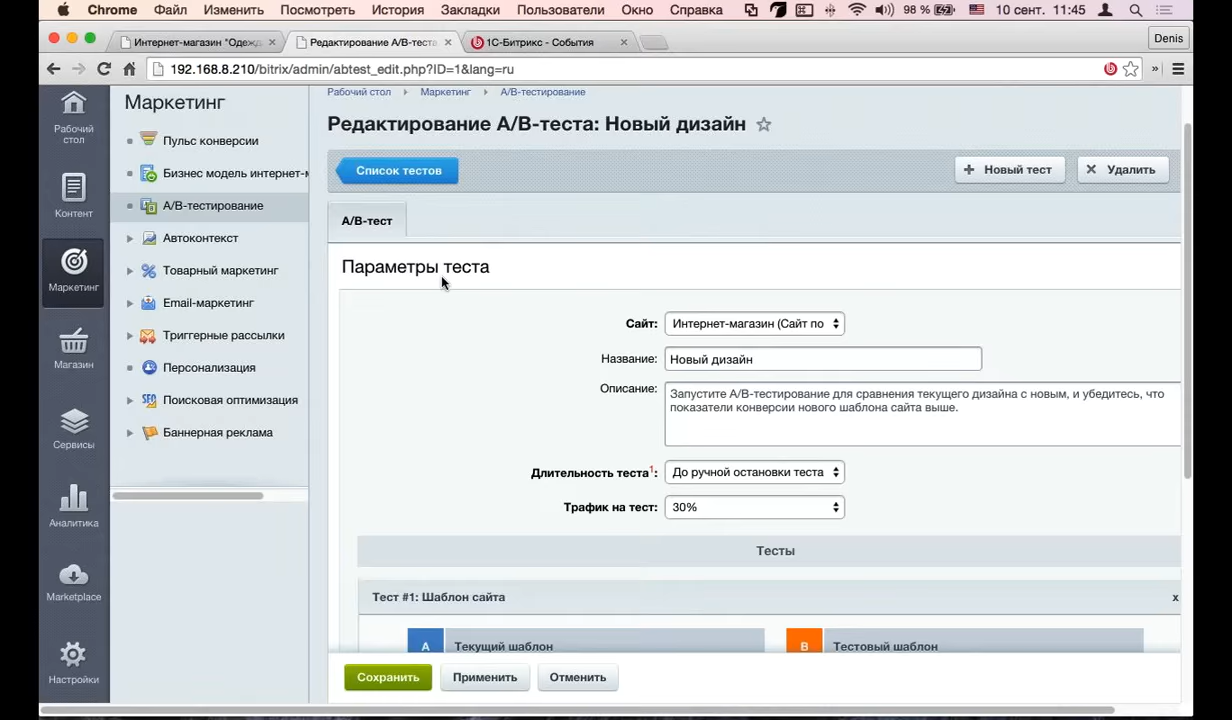 Chrome Файл Изменить Посмотреть История Закладки Пользователи Окно Справка 98 % 10 сент. 11:45
Интернет-магазин "Одеж
Редактирование A/B-теста
1С-Битрикс - События
Denis
192.168.8.210/bitrix/admin/abtest_edit.php?ID=1&lang=ru
»
Рабочий стол
Контент
Маркетинг
Магазин
Сервисы
Аналитика
Marketplace
Настройки
Маркетинг
Пульс конверсии
Бизнес модель интернет-м
A/B-тестирование
Автоконтекст
Товарный маркетинг
Email-маркетинг
Триггерные рассылки
Персонализация
SEO Поисковая оптимизация
Баннерная реклама
Рабочий стол Маркетинг A/B-тестирование
Редактирование A/B-теста: Новый дизайн
Список тестов
+ Новый тест
Удалить
A/B-тест
Параметры теста
Сайт: Интернет-магазин (Сайт по
Название: Новый дизайн
Описание: Запустите A/B-тестирование для сравнения текущего дизайна с новым, и убедитесь, что
показатели конверсии нового шаблона сайта выше.
Длительность теста1: До ручной остановки теста
Трафик на тест: 30%
Тесты
Тест #1: Шаблон сайта x
A Текущий шаблон B Тестовый шаблон
Сохранить Применить Отменить